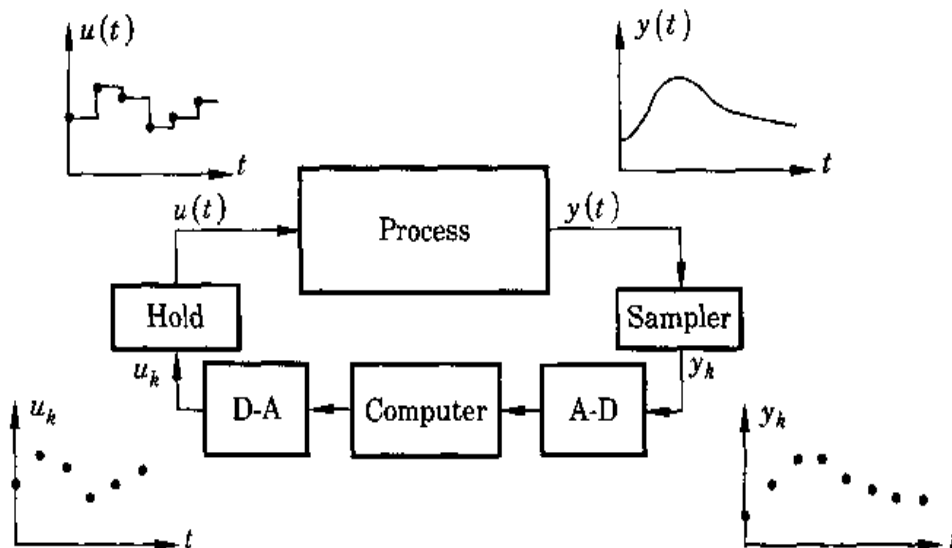 u(t)
y(t)
t
t
u(t)
Process
y(t)
Hold
Sampler
u_k
y_k
D-A
Computer
A-D
u_k
y_k
t
t